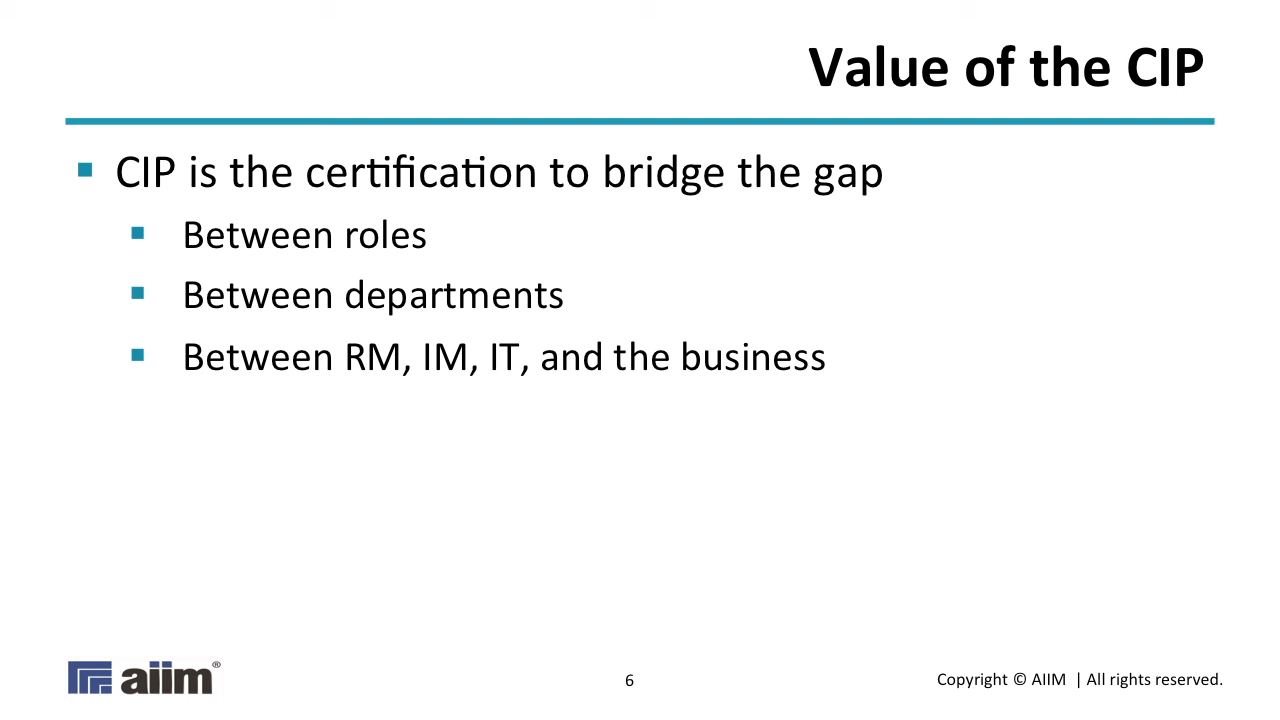 Value of the CIP
CIP is the certification to bridge the gap
Between roles
Between departments
Between RM, IM, IT, and the business
aiim®
6
Copyright © AIIM | All rights reserved.